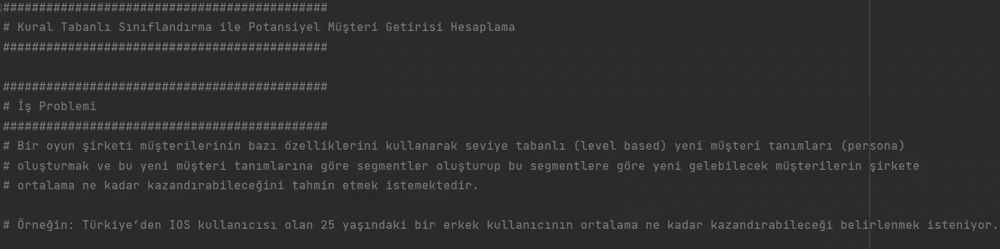 #############################################
# Kural Tabanlı Sınıflandırma ile Potansiyel Müşteri Getirisi Hesaplama
#############################################
#############################################
# İş Problemi
#############################################
# Bir oyun şirketi müşterilerinin bazı özelliklerini kullanarak seviye tabanlı (level based) yeni müşteri tanımları (persona)
# oluşturmak ve bu yeni müşteri tanımlarına göre segmentler oluşturup bu segmentlere göre yeni gelebilecek müşterilerin şirkete
# ortalama ne kadar kazandırabileceğini tahmin etmek istemektedir.
# Örneğin: Türkiye’den IOS kullanıcısı olan 25 yaşındaki bir erkek kullanıcının ortalama ne kadar kazandırabileceği belirlenmek isteniyor.